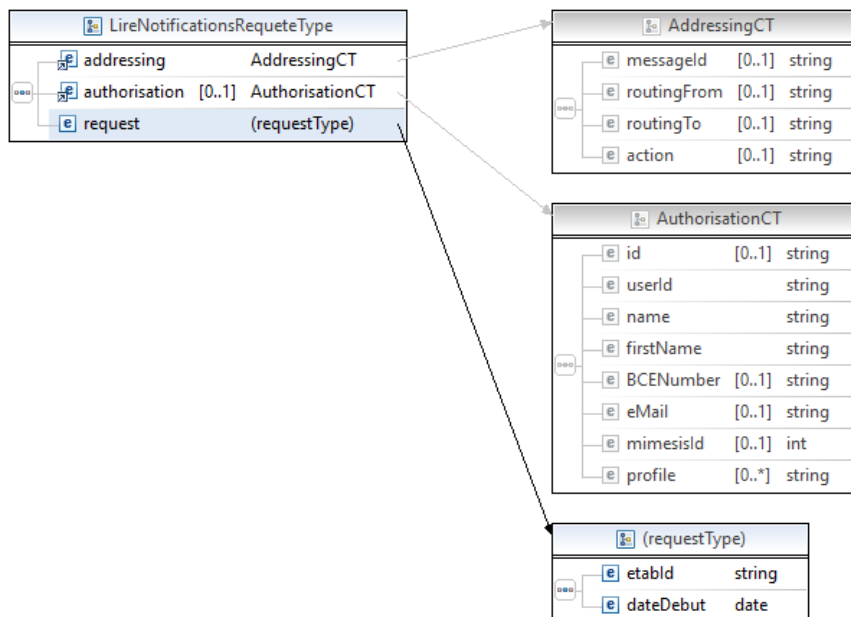 LireNotificationsRequeteType
addressing AddressingCT
authorisation [0..1] AuthorisationCT
request (requestType)
AddressingCT
messageId [0..1] string
routingFrom [0..1] string
routingTo [0..1] string
action [0..1] string
AuthorisationCT
id [0..1] string
userId string
name string
firstName string
BCENumber [0..1] string
eMail [0..1] string
mimesisId [0..1] int
profile [0..*] string
(requestType)
etabId string
dateDebut date